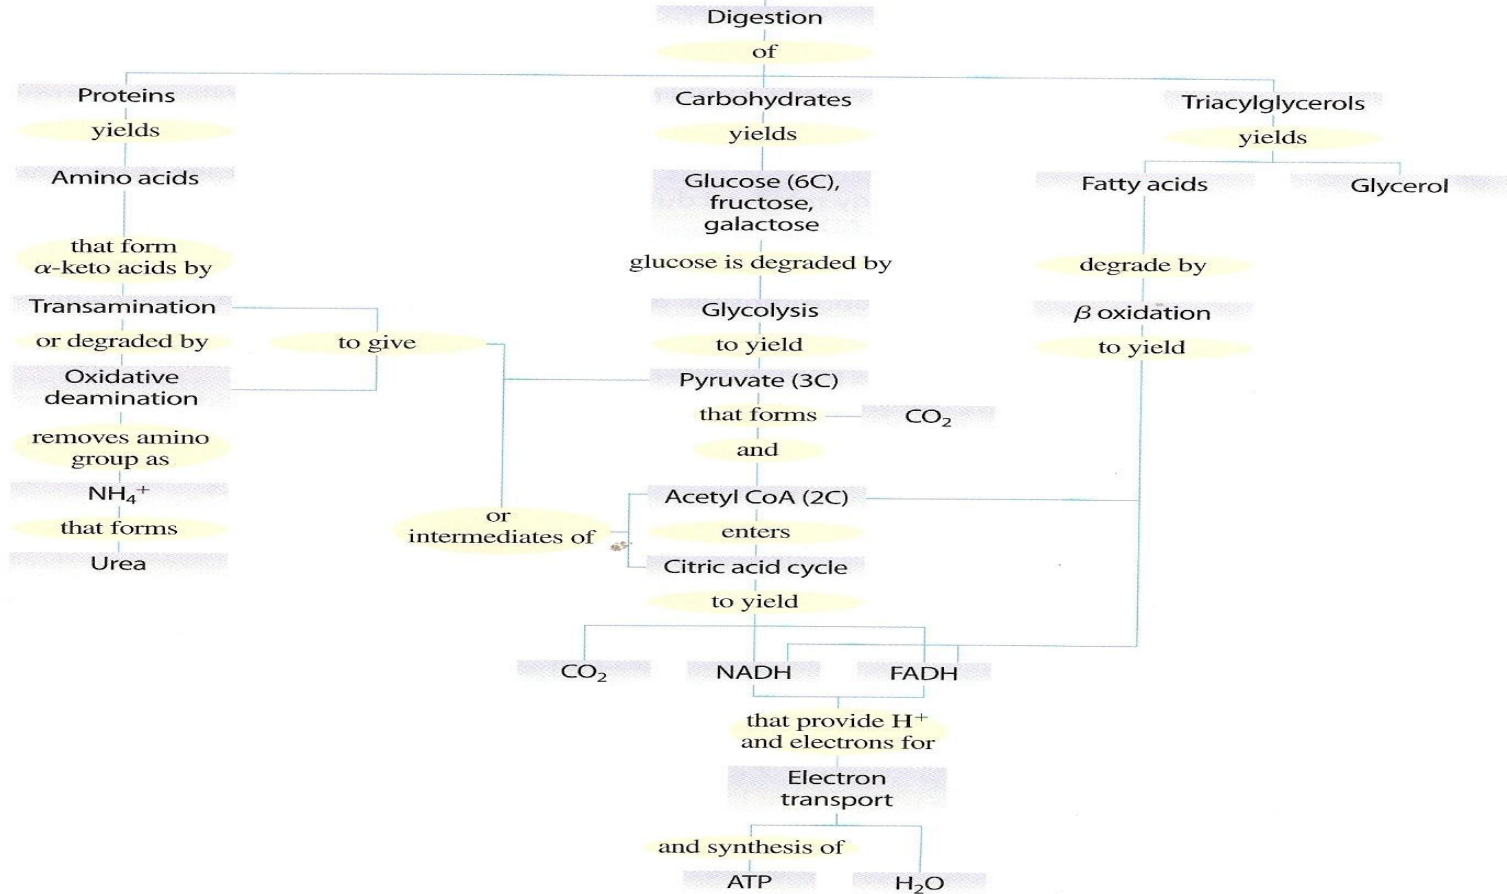 Digestion
of
Proteins
yields
Amino acids
that form
α-keto acids by
Transamination
or degraded by
Oxidative
deamination
removes amino
group as
NH₄⁺
that forms
Urea
to give
or
intermediates of
Carbohydrates
yields
Glucose (6C),
fructose,
galactose
glucose is degraded by
Glycolysis
to yield
Pyruvate (3C)
that forms
CO₂
and
Acetyl CoA (2C)
enters
Citric acid cycle
to yield
Triacylglycerols
yields
Fatty acids
Glycerol
degrade by
β oxidation
to yield
CO₂
NADH
FADH
that provide H⁺
and electrons for
Electron
transport
and synthesis of
ATP
H₂O